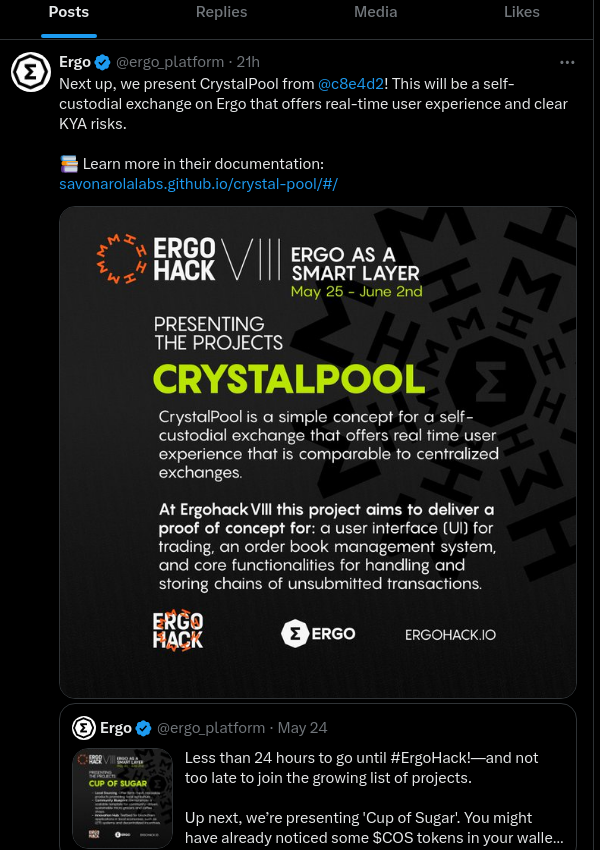 Posts Replies Media Likes
Ergo @ergo_platform · 21h
Next up, we present CrystalPool from @c8e4d2! This will be a self-
custodial exchange on Ergo that offers real-time user experience and clear
KYA risks.
Learn more in their documentation:
savonarolalabs.github.io/crystal-pool/#/
ERGO
HACK
VIII
ERGO AS A
SMART LAYER
May 25 - June 2nd
PRESENTING
THE PROJECTS
CRYSTALPOOL
CrystalPool is a simple concept for a self-
custodial exchange that offers real time user
experience that is comparable to centralized
exchanges.
At Ergohack VIII this project aims to deliver a
proof of concept for: a user interface (UI) for
trading, an order book management system,
and core functionalities for handling and
storing chains of unsubmitted transactions.
ERGO
HACK
ERGO
ERGOHACK.IO
Ergo @ergo_platform · May 24
ERGO
HACK
VIII
ERGO AS A
SMART LAYER
PRESENTING
THE PROJECTS
CUP OF SUGAR
Less than 24 hours to go until #ErgoHack!—and not
too late to join the growing list of projects.
Up next, we’re presenting 'Cup of Sugar'. You might
have already noticed some $COS tokens in your walle...